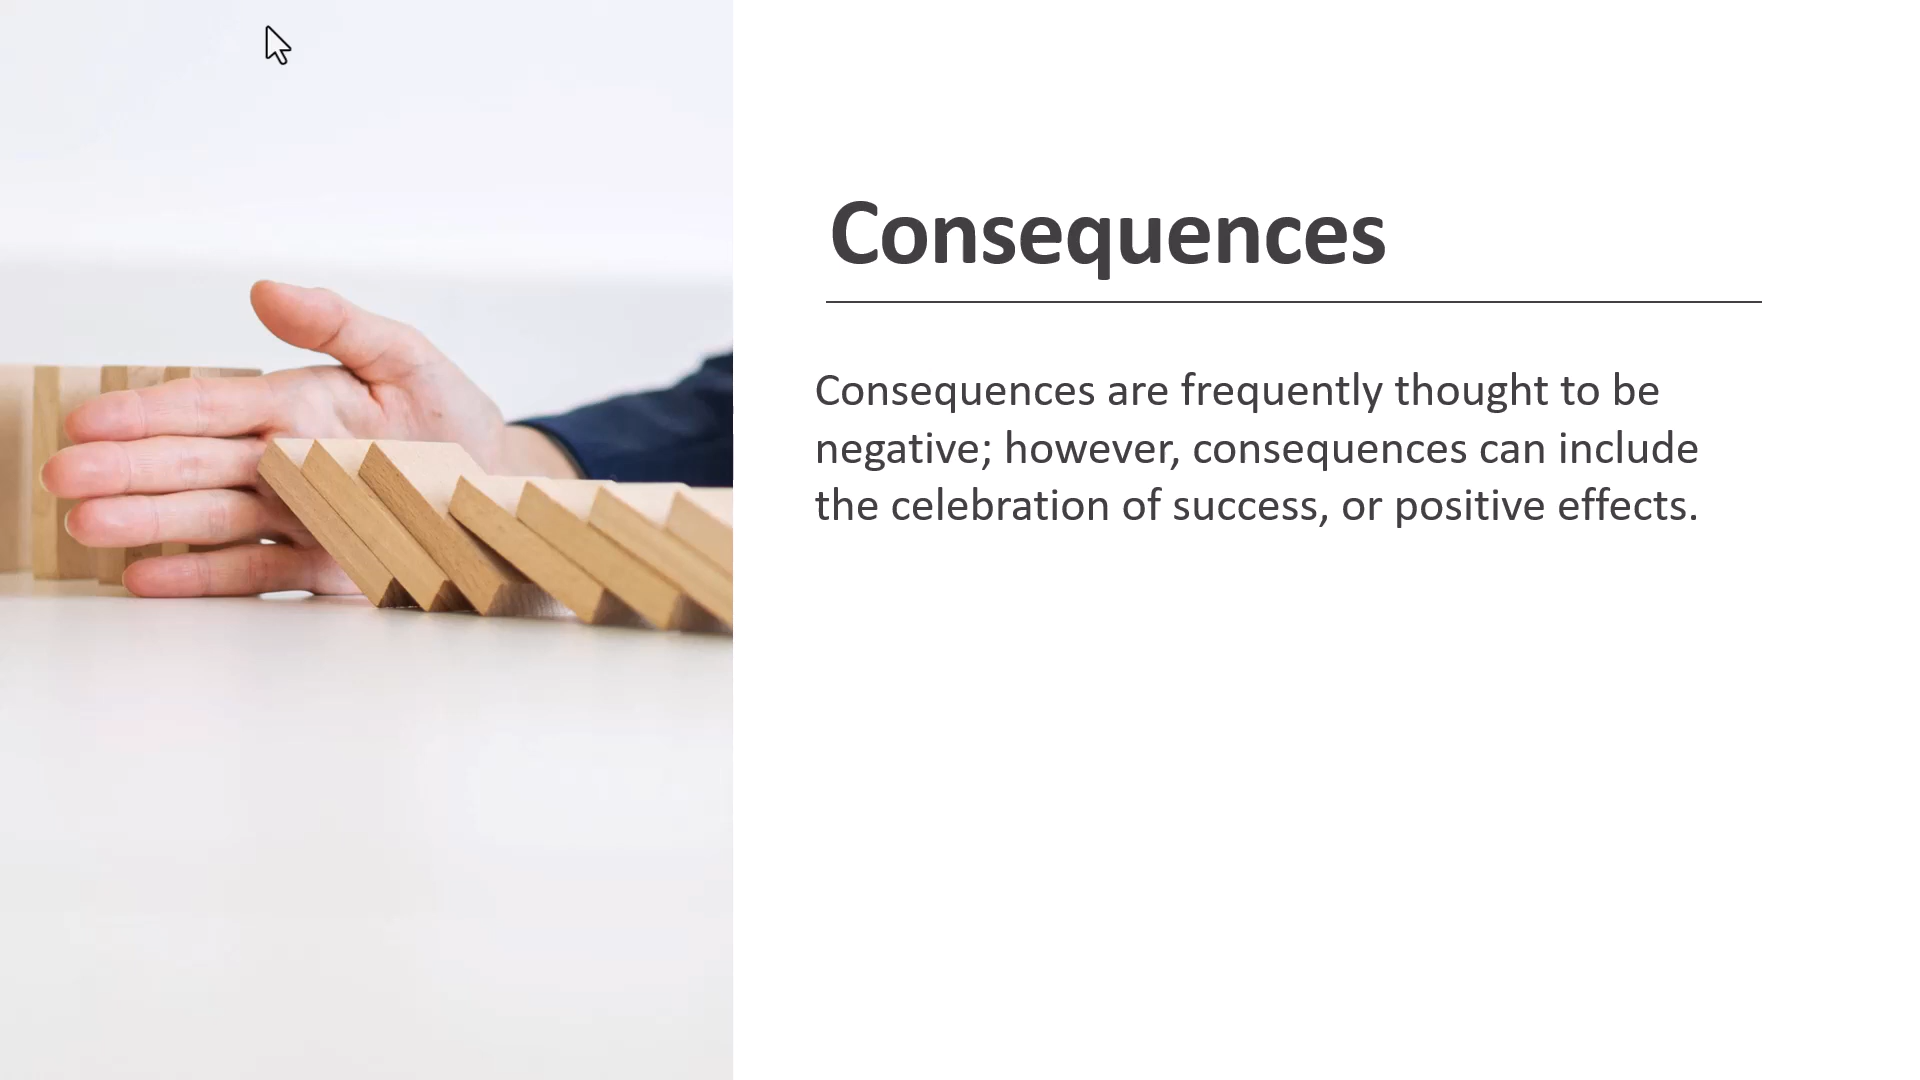 Consequences
Consequences are frequently thought to be
negative; however, consequences can include
the celebration of success, or positive effects.